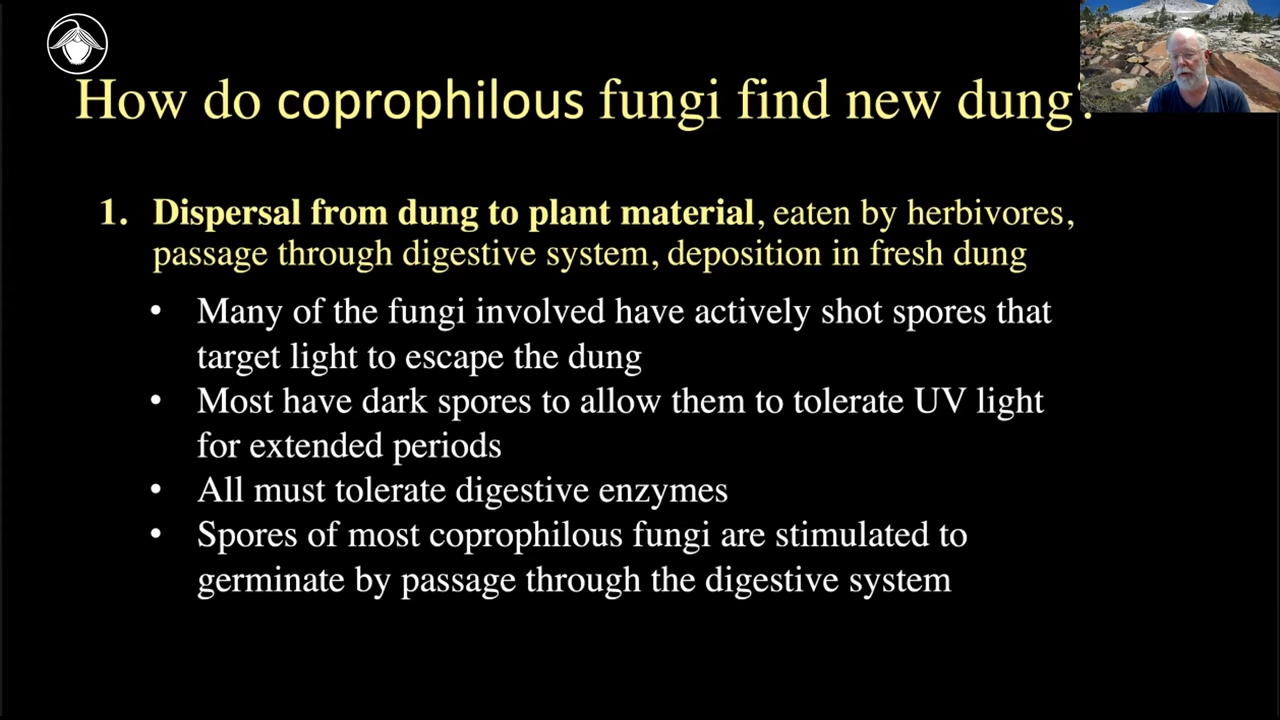 How do coprophilous fungi find new dung?
1. Dispersal from dung to plant material, eaten by herbivores,
passage through digestive system, deposition in fresh dung
• Many of the fungi involved have actively shot spores that
target light to escape the dung
• Most have dark spores to allow them to tolerate UV light
for extended periods
• All must tolerate digestive enzymes
• Spores of most coprophilous fungi are stimulated to
germinate by passage through the digestive system